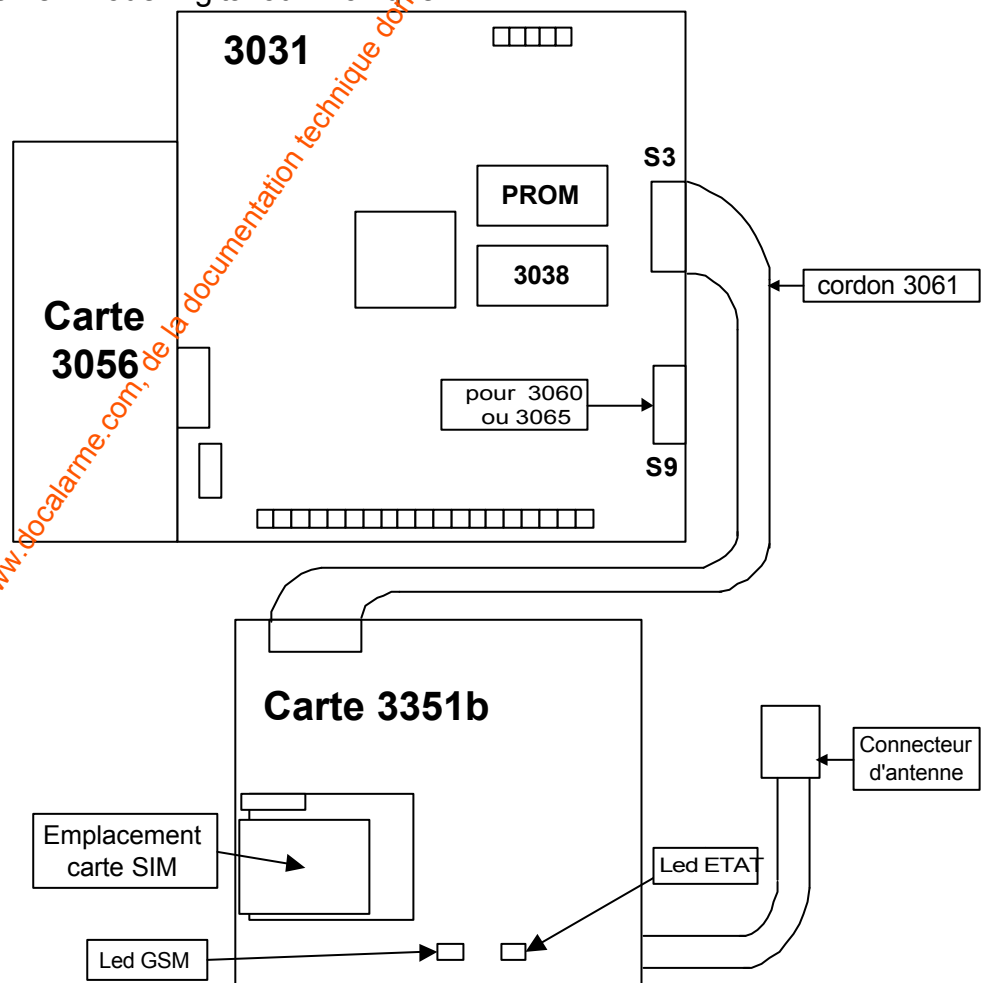 3031
S3
PROM
3038
cordon 3061
Carte
3056
pour 3060
ou 3065
S9
Carte 3351b
Connecteur
d'antenne
Emplacement
carte SIM
Led ETAT
Led GSM
www.docalarme.com, de la documentation technique